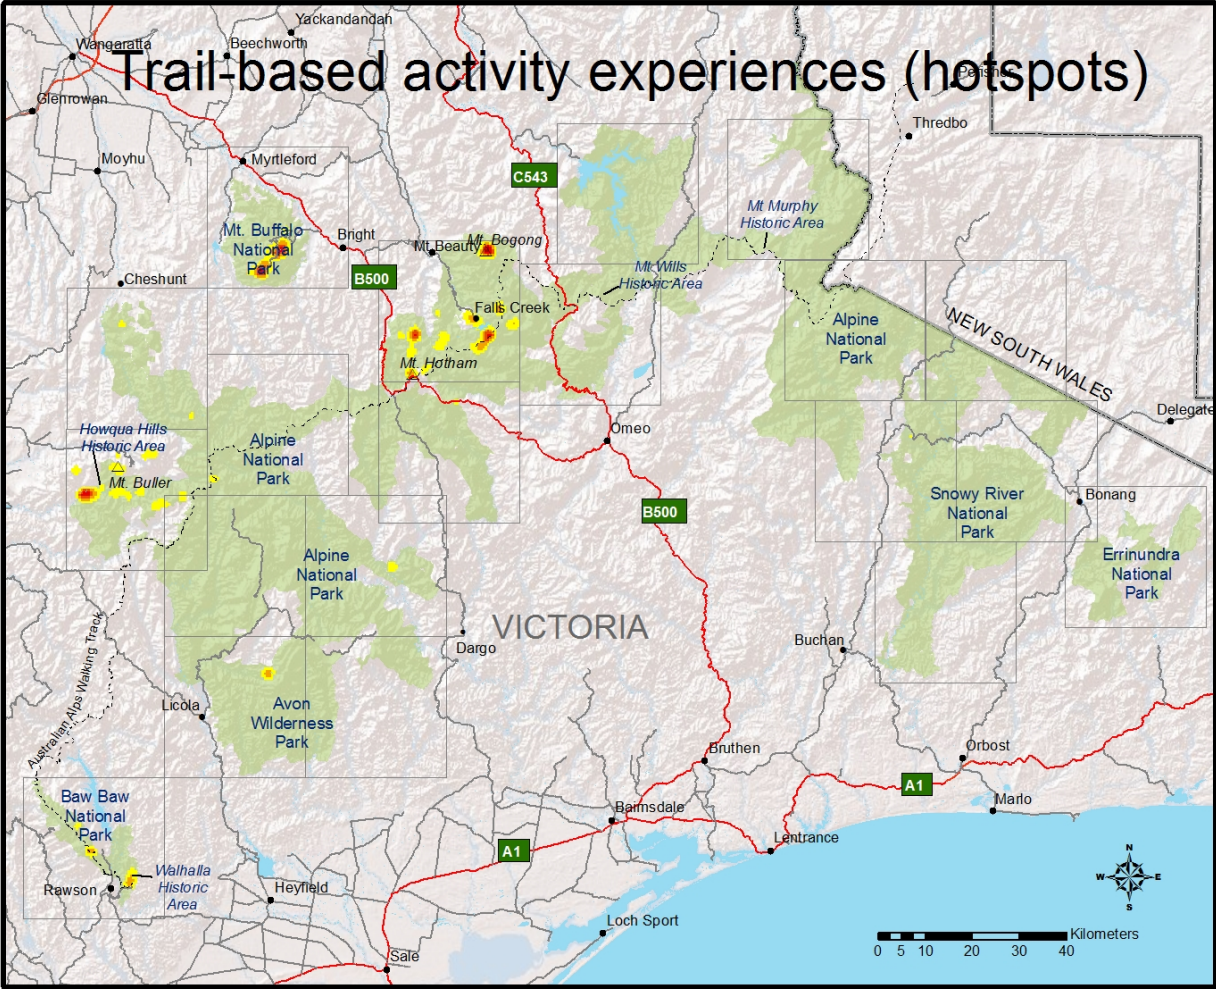 Trail-based activity experiences (hotspots)
Yackandandah
Wangaratta
Beechworth
Perisher
Glenrowan
Thredbo
Moyhu
Myrtleford
C543
Mt Murphy
Historic Area
Mt. Buffalo
National
Park
Bright
Mt. Beauty
Mt. Bogong
Mt Wills
Historic Area
Cheshunt
B500
Falls Creek
Alpine
National
Park
NEW SOUTH WALES
Mt. Hotham
Delegate
Howqua Hills
Historic Area
Omeo
Alpine
National
Park
Mt. Buller
Snowy River
National
Park
Bonang
B500
Alpine
National
Park
Errinundra
National
Park
VICTORIA
Dargo
Buchan
Australian Alps Walking Track
Licola
Avon
Wilderness
Park
Bruthen
Orbost
A1
Marlo
Baw Baw
National
Park
Bairnsdale
Lentrance
A1
Walhalla
Historic
Area
Rawson
Heyfield
N
W E
S
Loch Sport
Kilometers
0 5 10 20 30 40
Sale